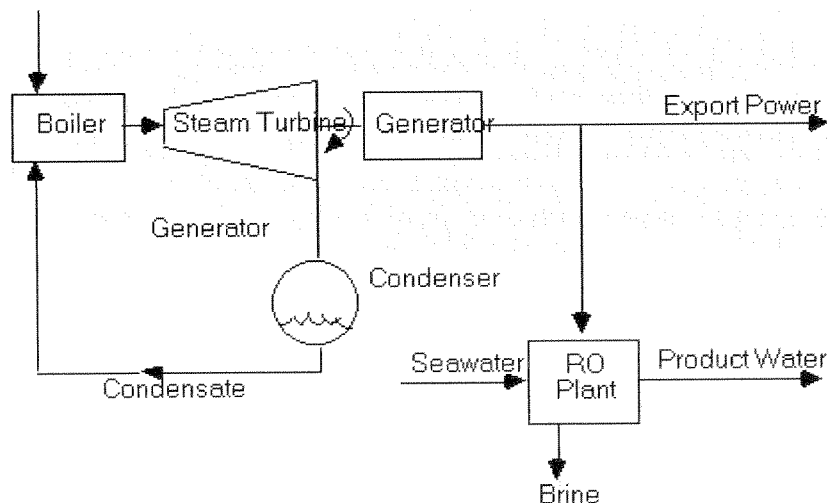 Export Power
Boiler
Steam Turbine
Generator
Generator
Condenser
Seawater
RO
Plant
Product Water
Condensate
Brine